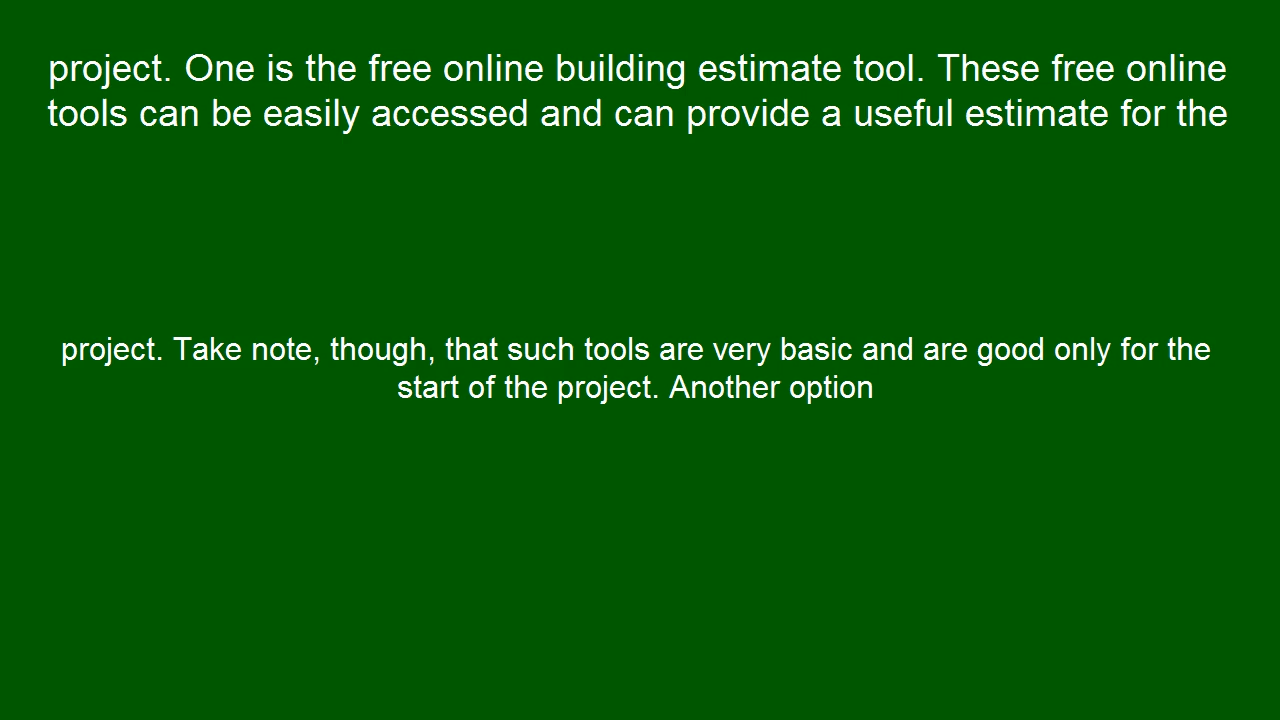 project. One is the free online building estimate tool. These free online
tools can be easily accessed and can provide a useful estimate for the
project. Take note, though, that such tools are very basic and are good only for the
start of the project. Another option